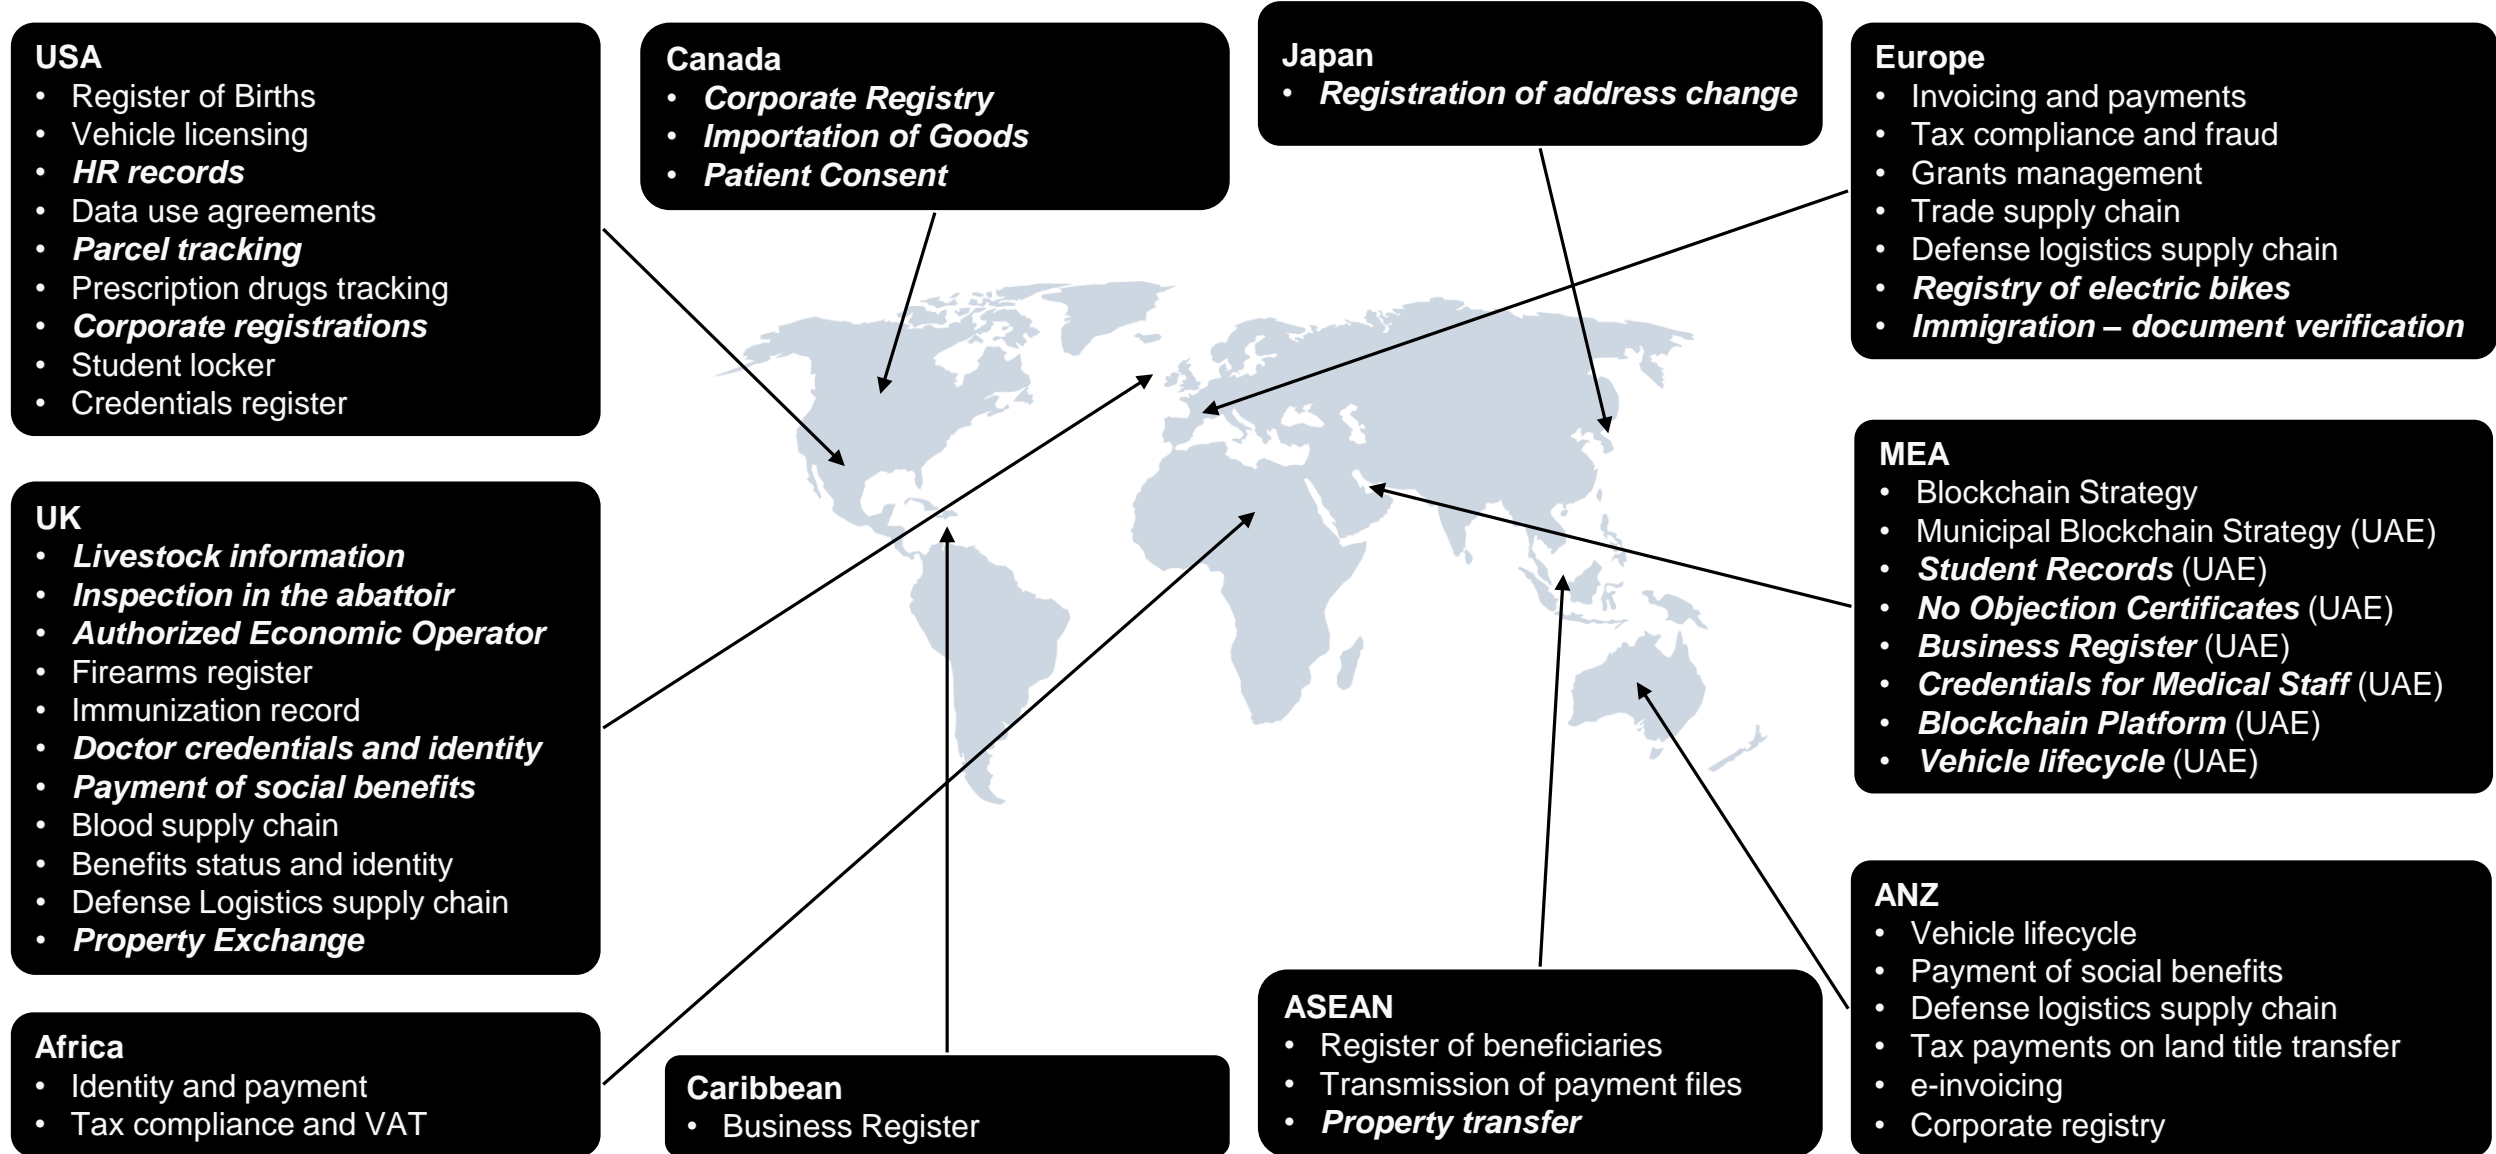 USA
• Register of Births
• Vehicle licensing
• HR records
• Data use agreements
• Parcel tracking
• Prescription drugs tracking
• Corporate registrations
• Student locker
• Credentials register
Canada
• Corporate Registry
• Importation of Goods
• Patient Consent
Japan
• Registration of address change
Europe
• Invoicing and payments
• Tax compliance and fraud
• Grants management
• Trade supply chain
• Defense logistics supply chain
• Registry of electric bikes
• Immigration – document verification
UK
• Livestock information
• Inspection in the abattoir
• Authorized Economic Operator
• Firearms register
• Immunization record
• Doctor credentials and identity
• Payment of social benefits
• Blood supply chain
• Benefits status and identity
• Defense Logistics supply chain
• Property Exchange
MEA
• Blockchain Strategy
• Municipal Blockchain Strategy (UAE)
• Student Records (UAE)
• No Objection Certificates (UAE)
• Business Register (UAE)
• Credentials for Medical Staff (UAE)
• Blockchain Platform (UAE)
• Vehicle lifecycle (UAE)
Africa
• Identity and payment
• Tax compliance and VAT
Caribbean
• Business Register
ASEAN
• Register of beneficiaries
• Transmission of payment files
• Property transfer
ANZ
• Vehicle lifecycle
• Payment of social benefits
• Defense logistics supply chain
• Tax payments on land title transfer
• e-invoicing
• Corporate registry